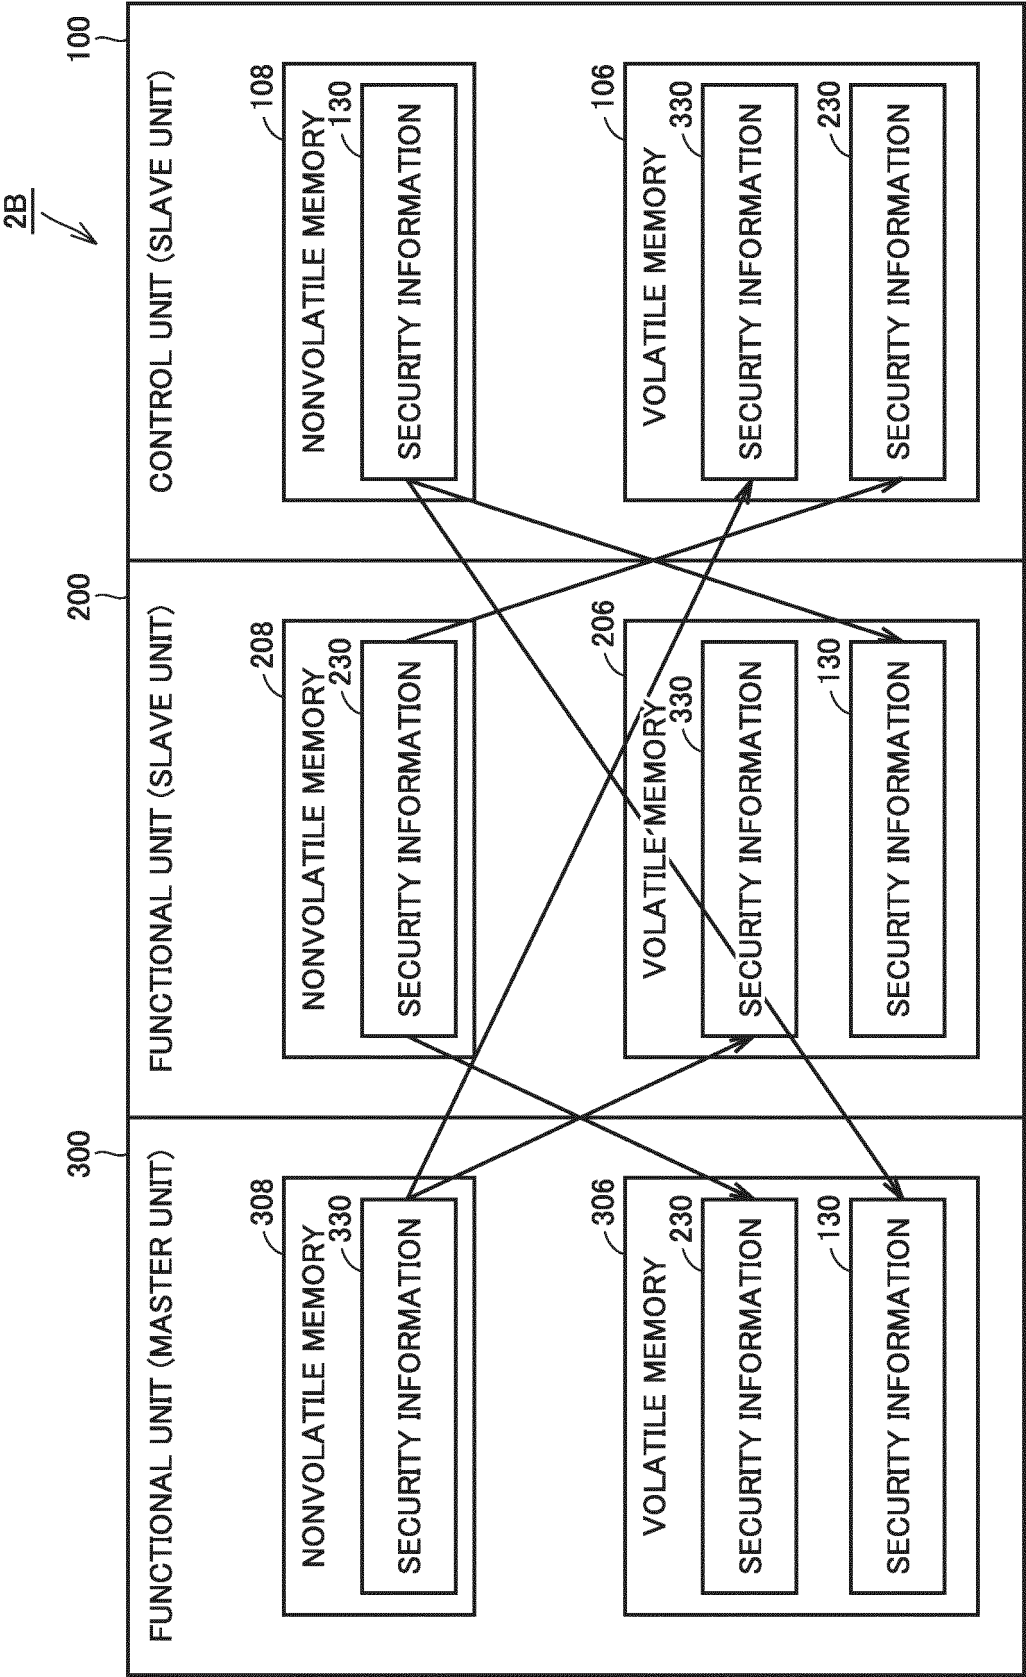 2B
300
FUNCTIONAL UNIT (MASTER UNIT)
308
NONVOLATILE MEMORY
330
SECURITY INFORMATION
306
VOLATILE MEMORY
230
SECURITY INFORMATION
130
SECURITY INFORMATION
200
FUNCTIONAL UNIT (SLAVE UNIT)
208
NONVOLATILE MEMORY
230
SECURITY INFORMATION
206
VOLATILE MEMORY
330
SECURITY INFORMATION
130
SECURITY INFORMATION
100
CONTROL UNIT (SLAVE UNIT)
108
NONVOLATILE MEMORY
130
SECURITY INFORMATION
106
VOLATILE MEMORY
330
SECURITY INFORMATION
230
SECURITY INFORMATION